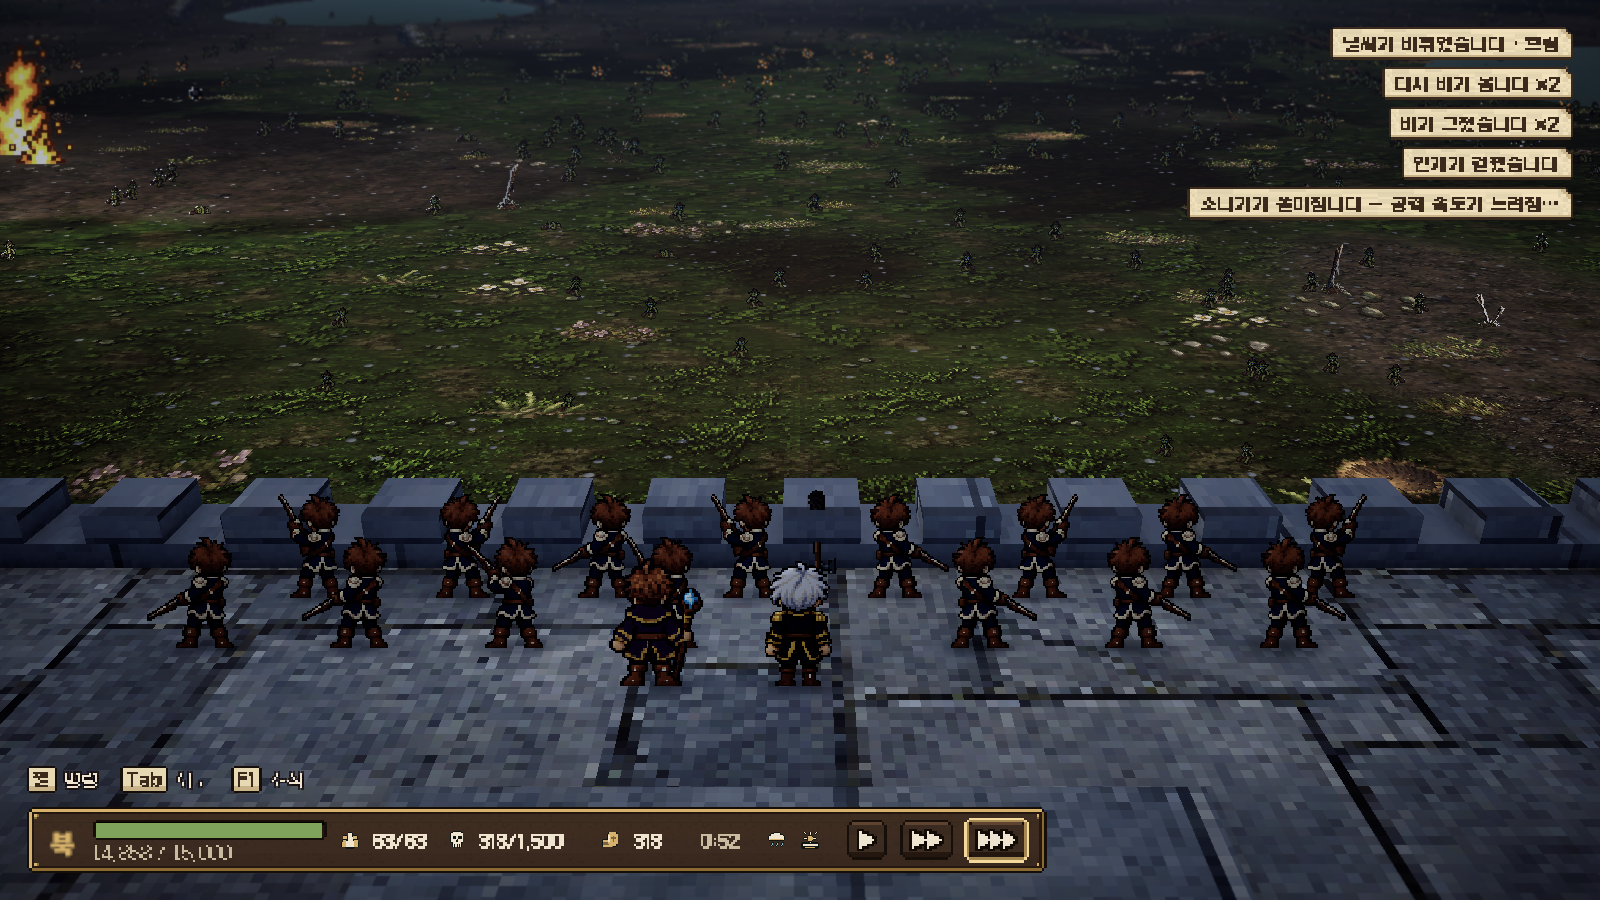 날씨가 바뀌었습니다 · 흐림
다시 비가 옵니다 ×2
비가 그쳤습니다 ×2
안개가 걷혔습니다
소나기가 쏟아집니다 — 공격 속도가 느려짐…
Tab
F1
북
14,858 / 15,000
63/63
318/1,500
318
0:52